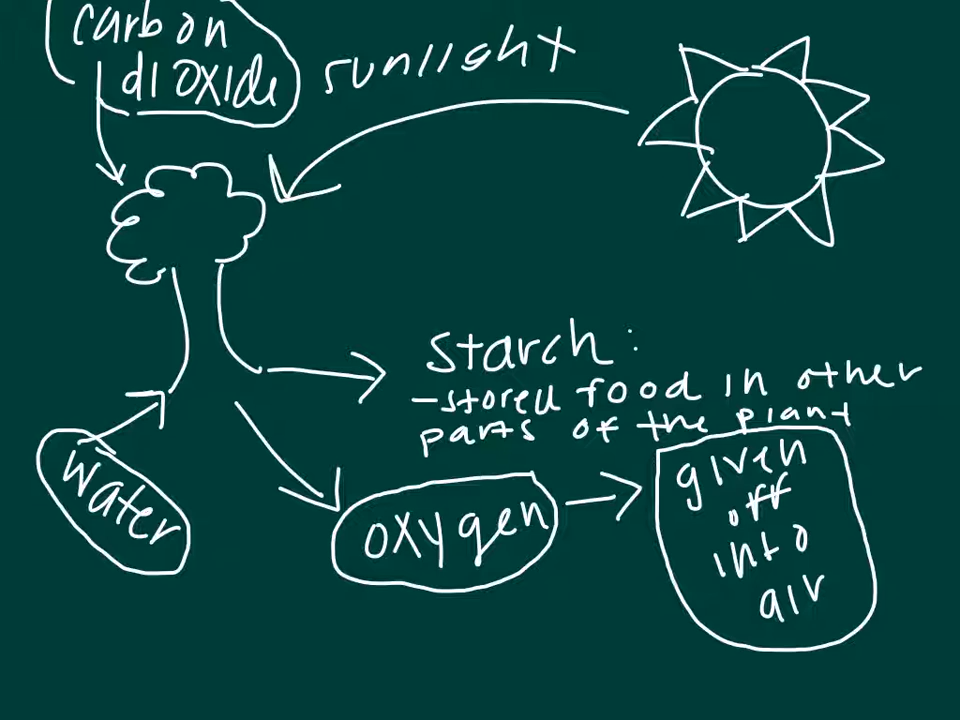 carbon
dioxide
sunlight
starch:
-stored food in other
parts of the plant
water
oxygen
given
off
into
air